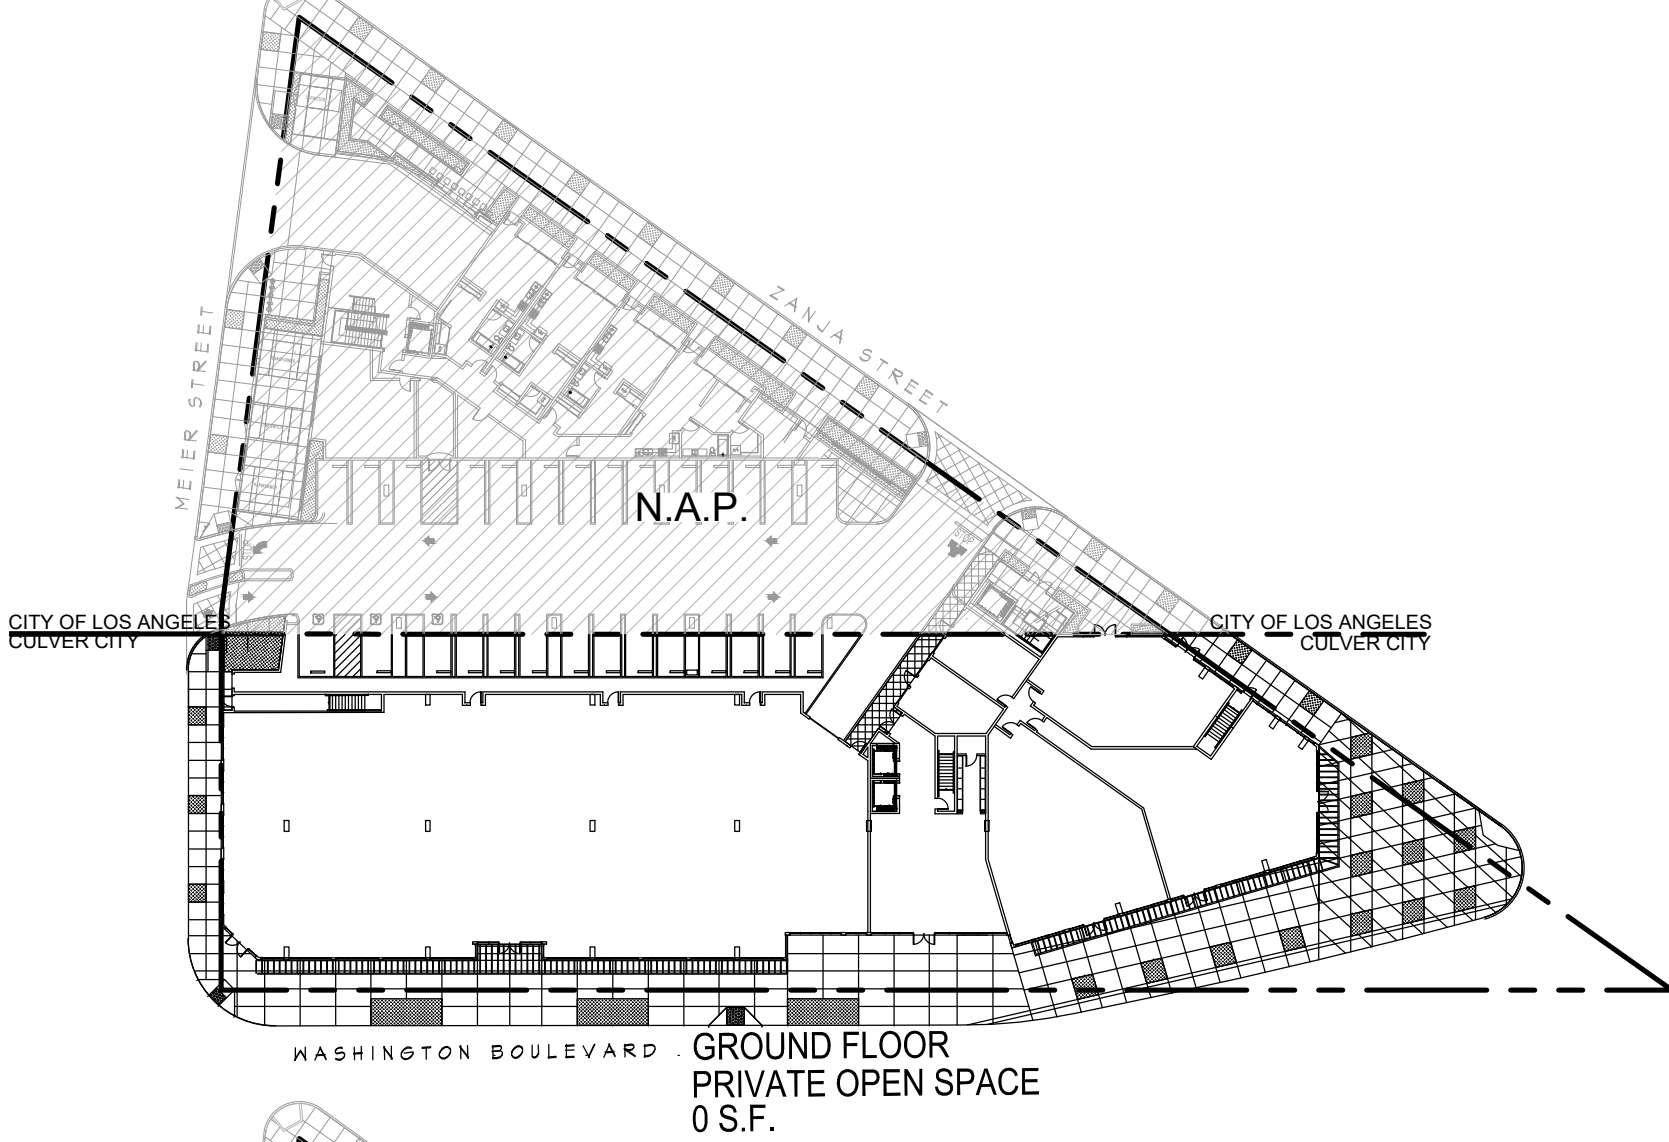 ZANJA STREET
MEIER STREET
N.A.P.
STOP
CITY OF LOS ANGELES
CULVER CITY
CITY OF LOS ANGELES
CULVER CITY
WASHINGTON BOULEVARD
GROUND FLOOR
PRIVATE OPEN SPACE
0 S.F.